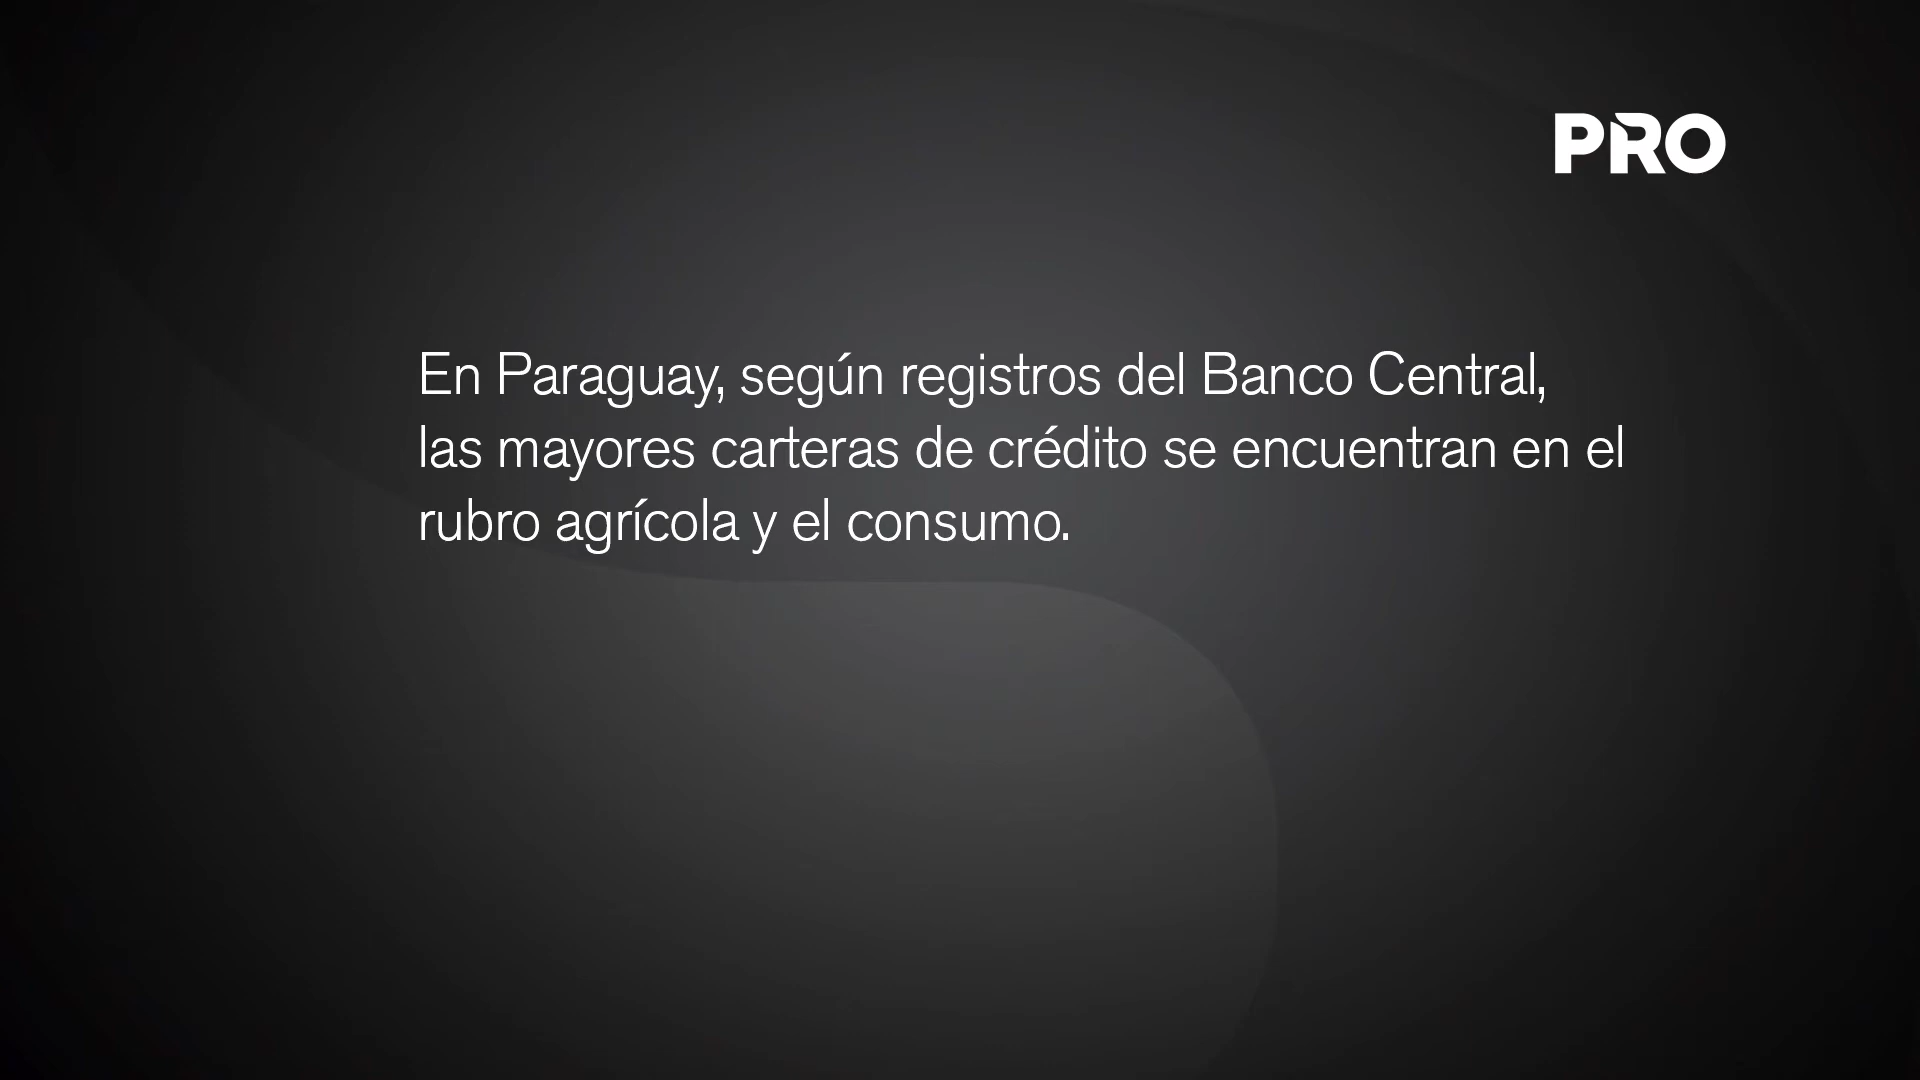 PRO
En Paraguay, según registros del Banco Central,
las mayores carteras de crédito se encuentran en el
rubro agrícola y el consumo.